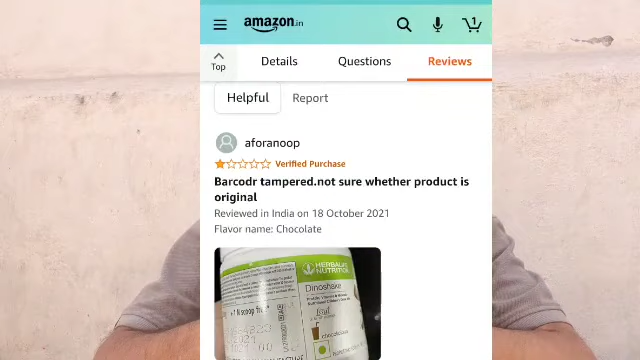 amazon.in
1
Top
Details
Questions
Reviews
Helpful
Report
aforanoop
Verified Purchase
Barcodr tampered.not sure whether product is
original
Reviewed in India on 18 October 2021
Flavor name: Chocolate
HERBALIFE
NUTRITION
Dinoshake